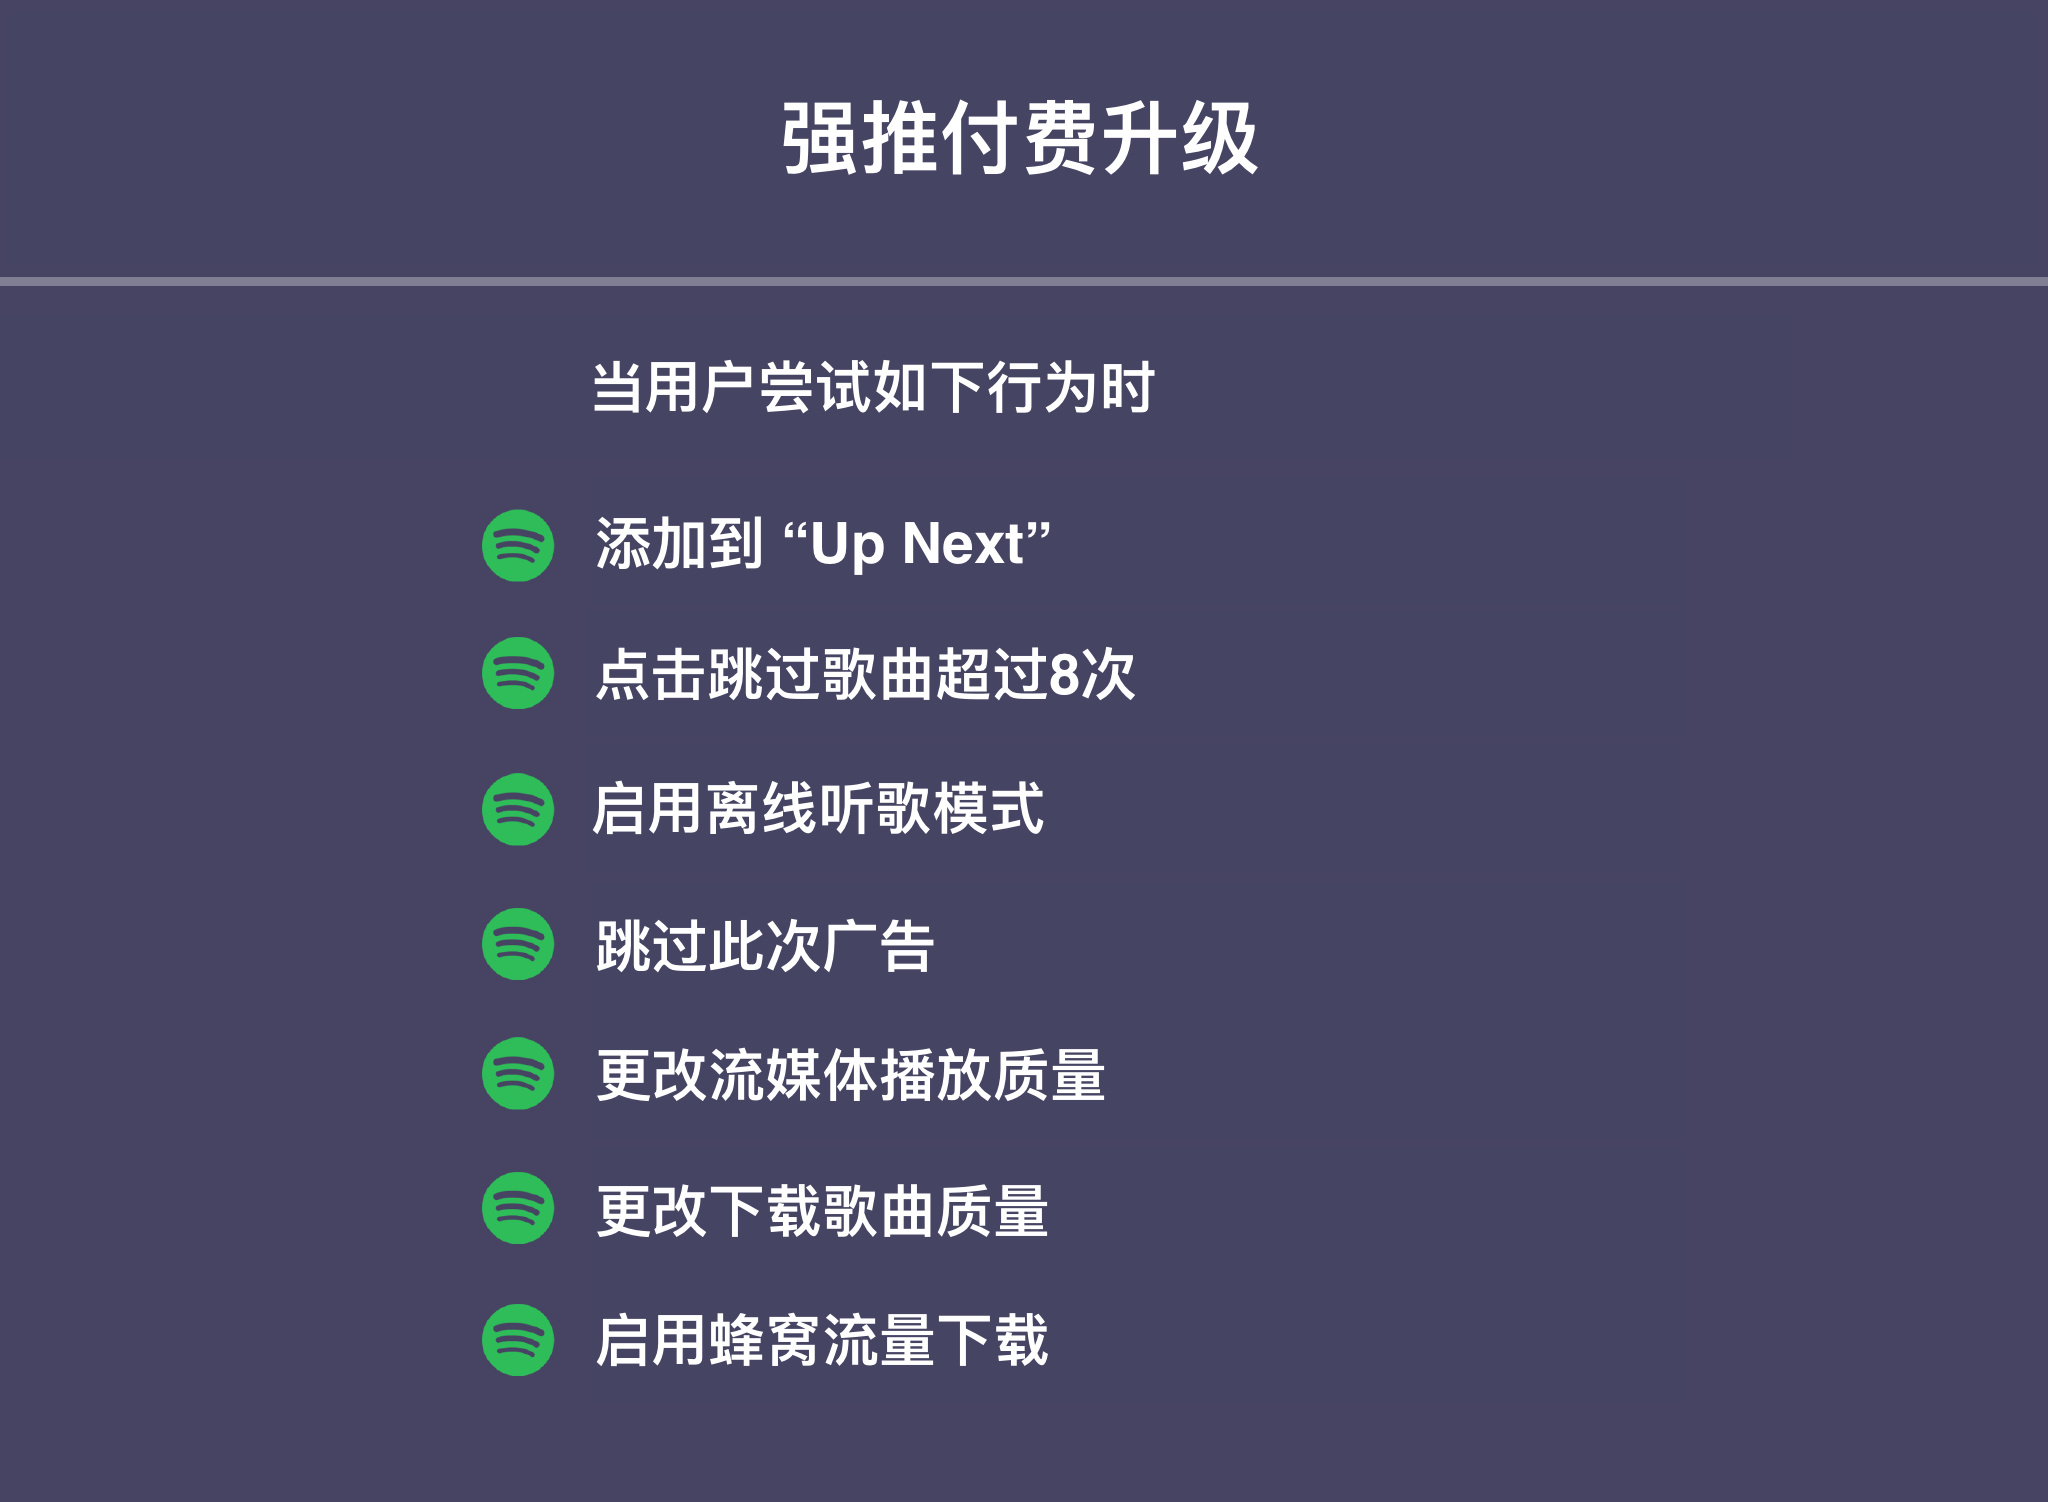 强推付费升级
当用户尝试如下行为时
添加到 “Up Next”
点击跳过歌曲超过8次
启用离线听歌模式
跳过此次广告
更改流媒体播放质量
更改下载歌曲质量
启用蜂窝流量下载